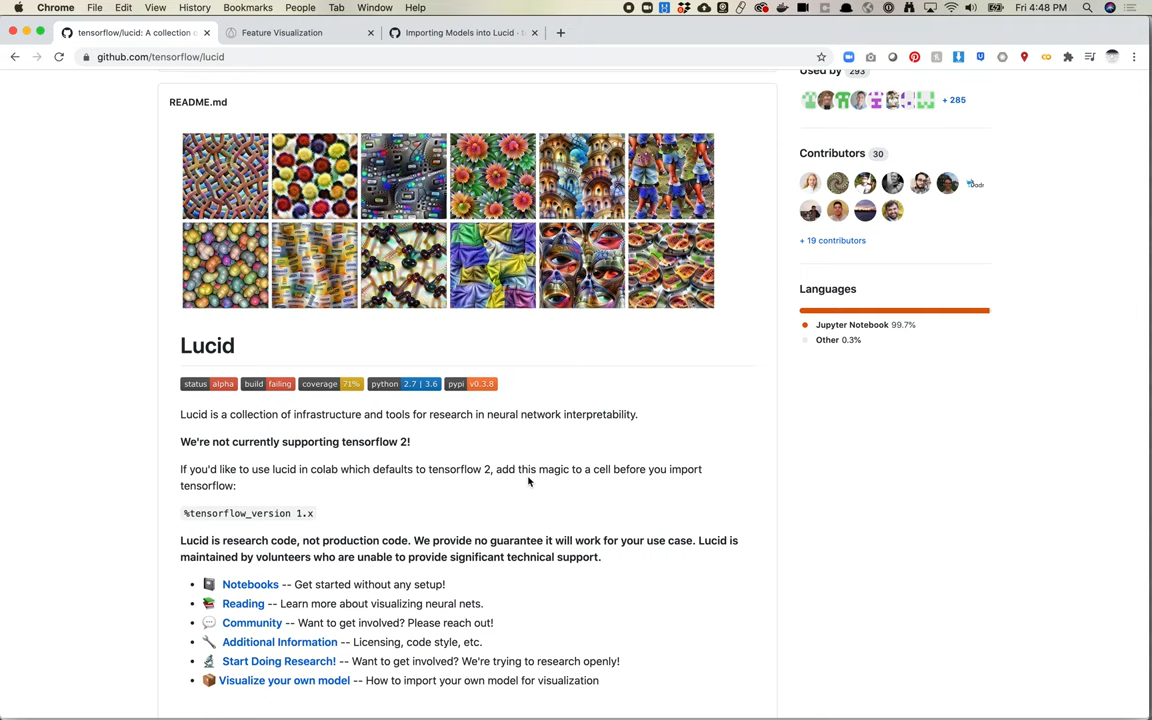 Chrome File Edit View History Bookmarks People Tab Window Help Fri 4:48 PM
tensorflow/lucid: A collection o Feature Visualization Importing Models into Lucid · t
github.com/tensorflow/lucid
Used by 293
+ 285
Contributors 30
+ 19 contributors
Languages
Jupyter Notebook 99.7%
Other 0.3%
README.md
Lucid
status alpha build failing coverage 71% python 2.7 | 3.6 pypi v0.3.8
Lucid is a collection of infrastructure and tools for research in neural network interpretability.
We're not currently supporting tensorflow 2!
If you'd like to use lucid in colab which defaults to tensorflow 2, add this magic to a cell before you import
tensorflow:
%tensorflow_version 1.x
Lucid is research code, not production code. We provide no guarantee it will work for your use case. Lucid is
maintained by volunteers who are unable to provide significant technical support.
Notebooks -- Get started without any setup!
Reading -- Learn more about visualizing neural nets.
Community -- Want to get involved? Please reach out!
Additional Information -- Licensing, code style, etc.
Start Doing Research! -- Want to get involved? We're trying to research openly!
Visualize your own model -- How to import your own model for visualization